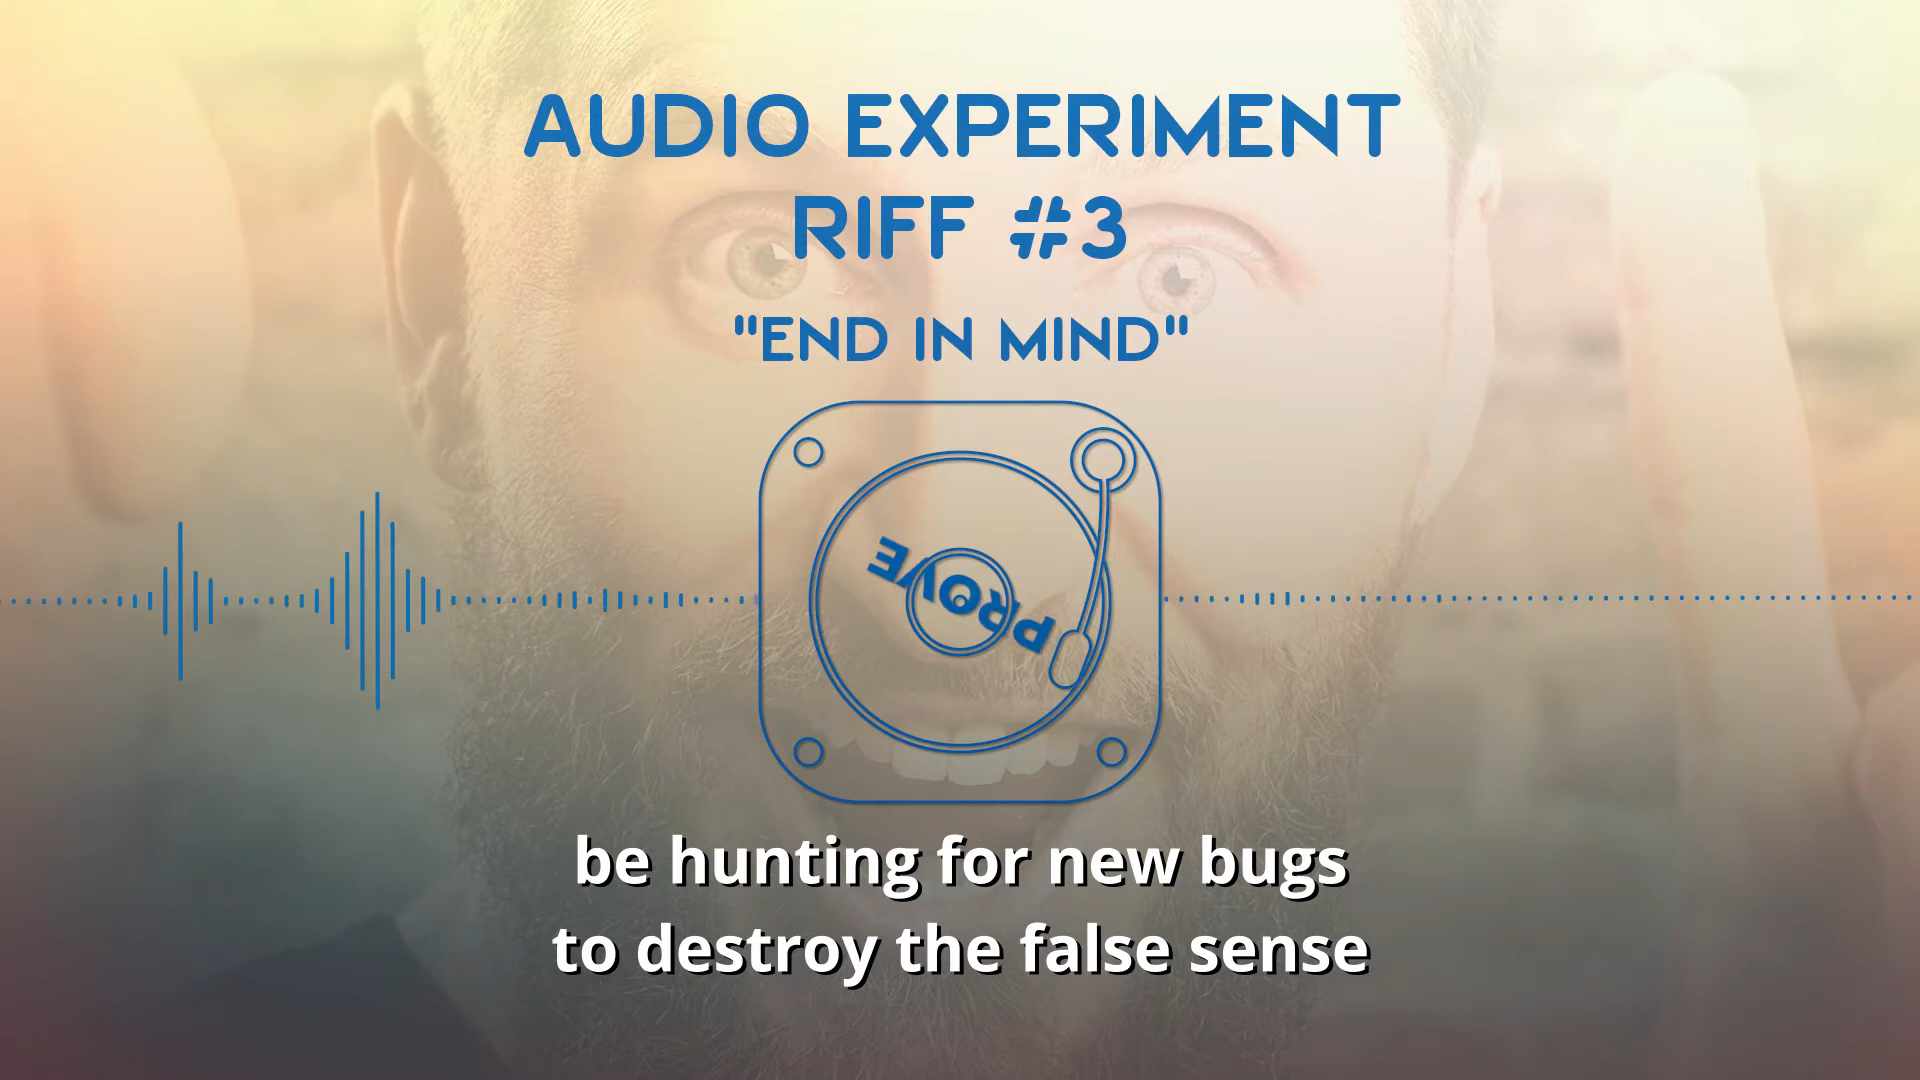 AUDIO EXPERIMENT
RIFF #3
"END IN MIND"
PROVE
be hunting for new bugs
to destroy the false sense